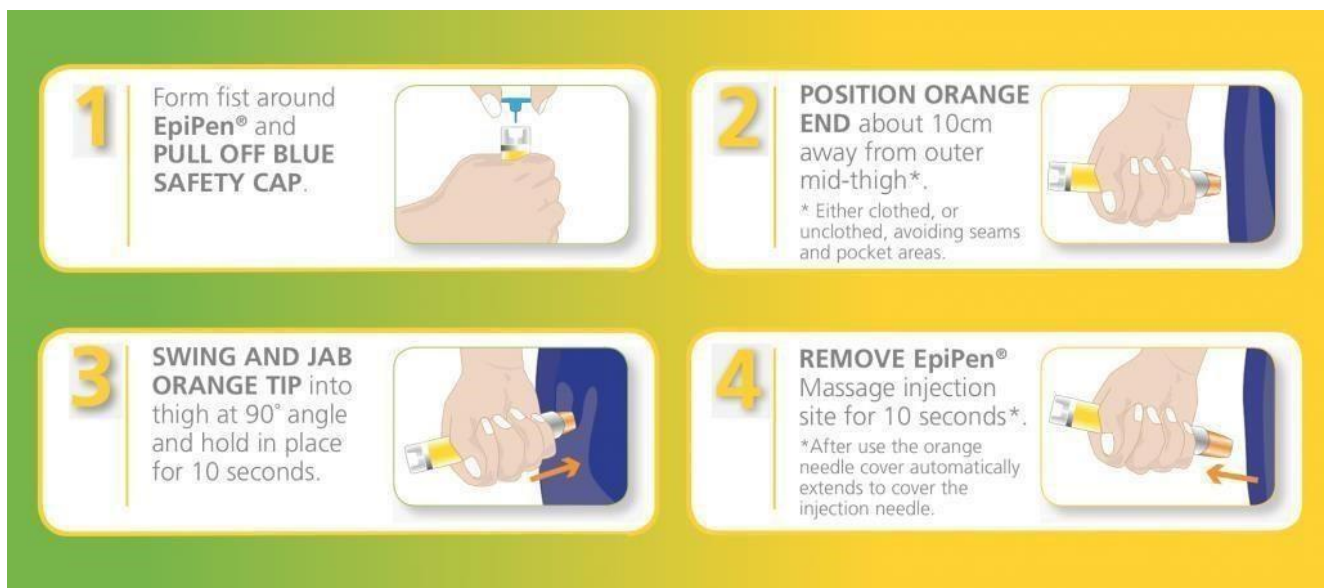 1
Form fist around
EpiPen® and
PULL OFF BLUE
SAFETY CAP.
2
POSITION ORANGE
END about 10cm
away from outer
mid-thigh*.
* Either clothed, or
unclothed, avoiding seams
and pocket areas.
3
SWING AND JAB
ORANGE TIP into
thigh at 90° angle
and hold in place
for 10 seconds.
4
REMOVE EpiPen®
Massage injection
site for 10 seconds*.
*After use the orange
needle cover automatically
extends to cover the
injection needle.